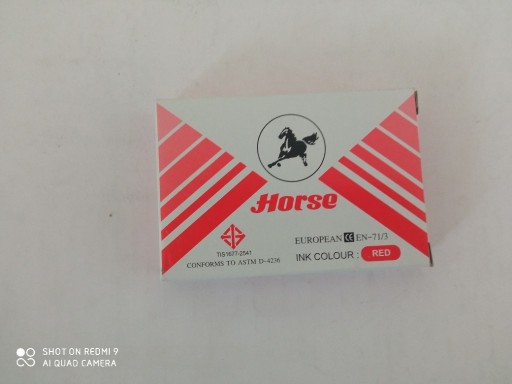 Horse
TIS 1677-2541
CONFORMS TO ASTM D-4236
EUROPEAN CE EN-71/3
INK COLOUR : RED
SHOT ON REDMI 9
AI QUAD CAMERA